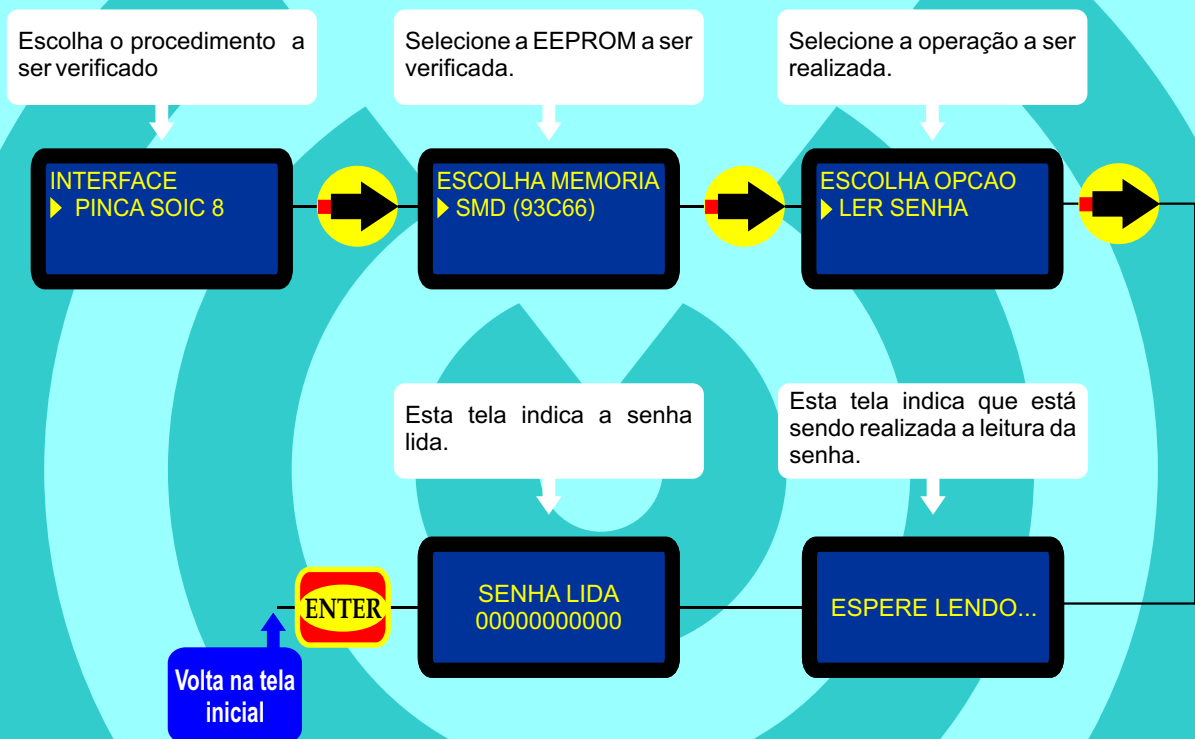 Escolha o procedimento a
ser verificado
Selecione a EEPROM a ser
verificada.
Selecione a operação a ser
realizada.
INTERFACE
PINCA SOIC 8
ESCOLHA MEMORIA
SMD (93C66)
ESCOLHA OPCAO
LER SENHA
Esta tela indica que está
sendo realizada a leitura da
senha.
ESPERE LENDO...
Esta tela indica a senha
lida.
SENHA LIDA
00000000000
ENTER
Volta na tela
inicial